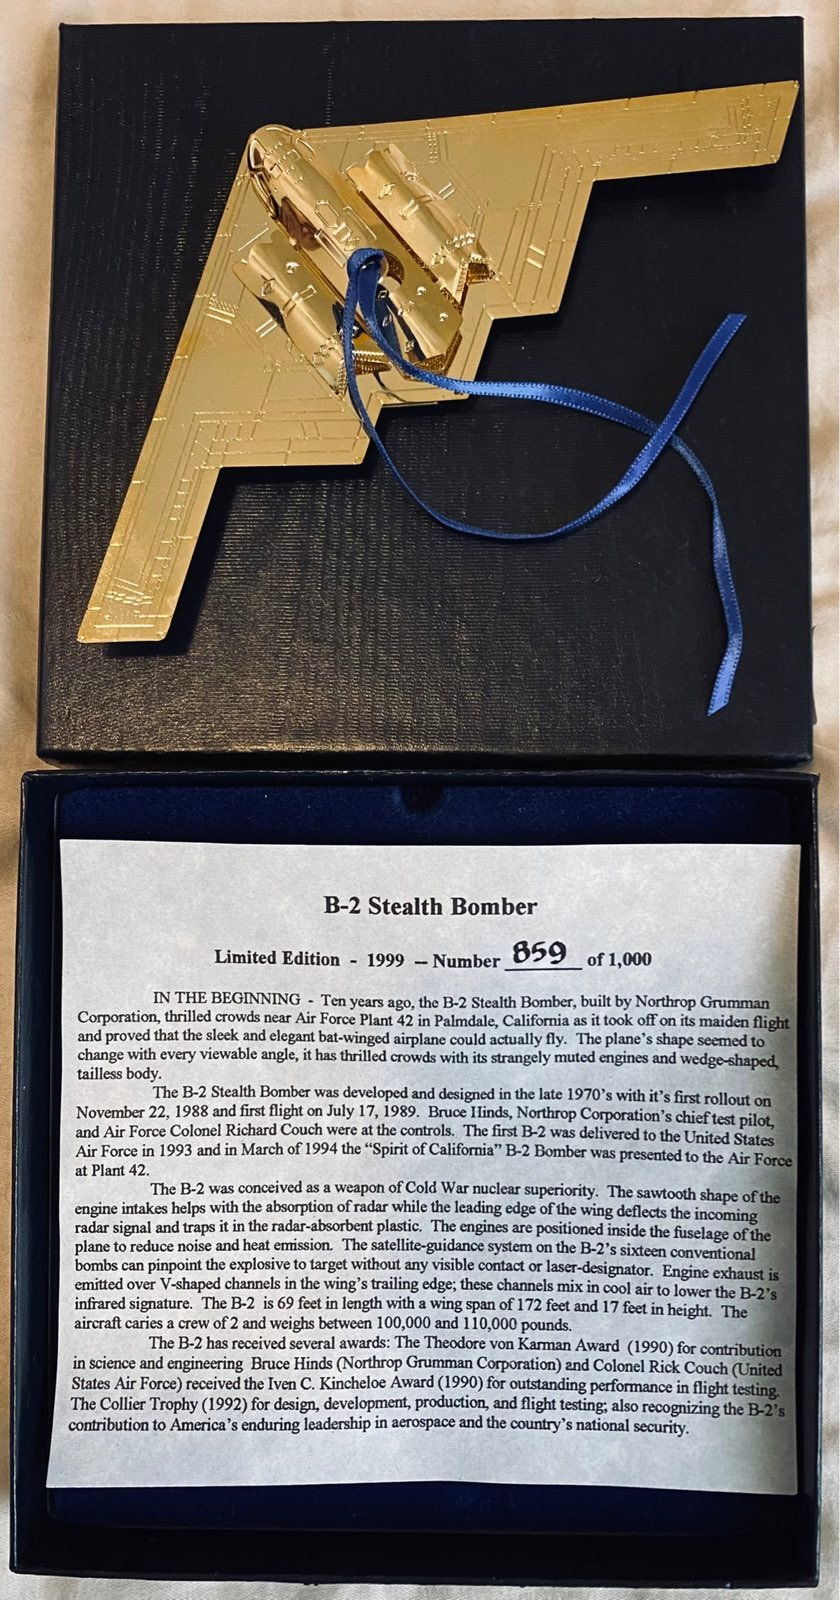 B-2 Stealth Bomber
Limited Edition - 1999 -- Number 859 of 1,000
IN THE BEGINNING - Ten years ago, the B-2 Stealth Bomber, built by Northrop Grumman
Corporation, thrilled crowds near Air Force Plant 42 in Palmdale, California as it took off on its maiden flight
and proved that the sleek and elegant bat-winged airplane could actually fly. The plane's shape seemed to
change with every viewable angle, it has thrilled crowds with its strangely muted engines and wedge-shaped,
tailless body.
The B-2 Stealth Bomber was developed and designed in the late 1970's with it's first rollout on
November 22, 1988 and first flight on July 17, 1989. Bruce Hinds, Northrop Corporation's chief test pilot,
and Air Force Colonel Richard Couch were at the controls. The first B-2 was delivered to the United States
Air Force in 1993 and in March of 1994 the “Spirit of California” B-2 Bomber was presented to the Air Force
at Plant 42.
The B-2 was conceived as a weapon of Cold War nuclear superiority. The sawtooth shape of the
engine intakes helps with the absorption of radar while the leading edge of the wing deflects the incoming
radar signal and traps it in the radar-absorbent plastic. The engines are positioned inside the fuselage of the
plane to reduce noise and heat emission. The satellite-guidance system on the B-2's sixteen conventional
bombs can pinpoint the explosive to target without any visible contact or laser-designator. Engine exhaust is
emitted over V-shaped channels in the wing's trailing edge; these channels mix in cool air to lower the B-2's
infrared signature. The B-2 is 69 feet in length with a wing span of 172 feet and 17 feet in height. The
aircraft caries a crew of 2 and weighs between 100,000 and 110,000 pounds.
The B-2 has received several awards: The Theodore von Karman Award (1990) for contribution
in science and engineering Bruce Hinds (Northrop Grumman Corporation) and Colonel Rick Couch (United
States Air Force) received the Iven C. Kincheloe Award (1990) for outstanding performance in flight testing.
The Collier Trophy (1992) for design, development, production, and flight testing; also recognizing the B-2's
contribution to America's enduring leadership in aerospace and the country's national security.